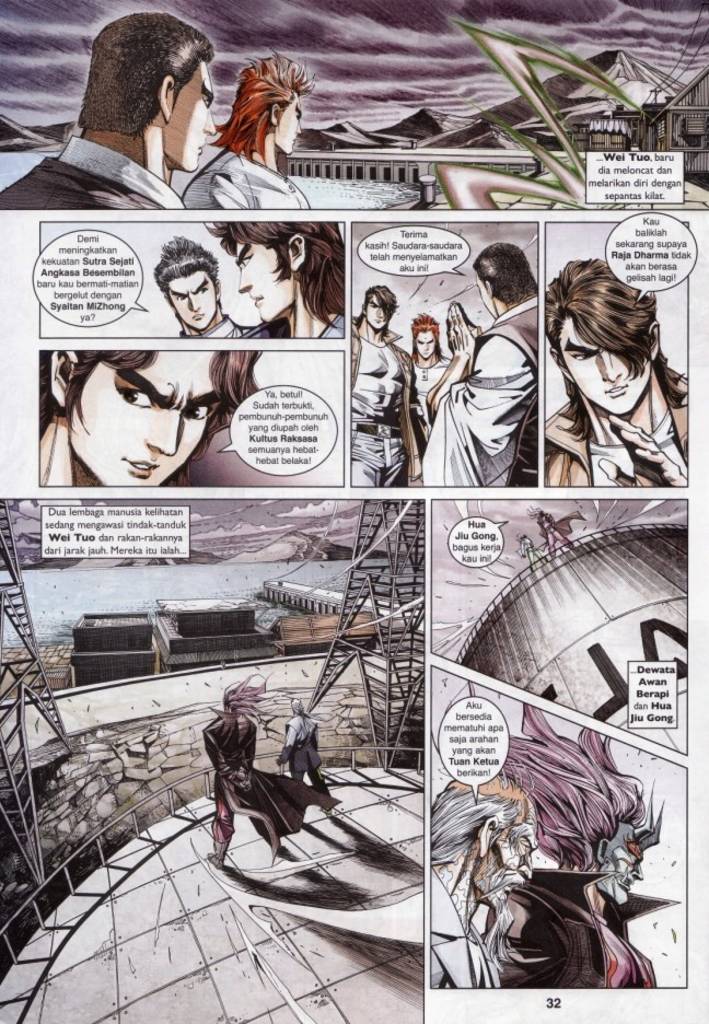 ...Wei Tuo, baru
dia meloncat dan
melarikan diri dengan
sepantas kilat.
Demi
meningkatkan
kekuatan Sutra Sejati
Angkasa Besembilan
baru kau bermati-matian
bergelut dengan
Syaitan MiZhong
ya?
Ya, betul!
Sudah terbukti,
pembunuh-pembunuh
yang diupah oleh
Kultus Raksasa
semuanya hebat-
hebat belaka!
Terima
kasih! Saudara-saudara
telah menyelamatkan
aku ini!
Kau
baliklah
sekarang supaya
Raja Dharma tidak
akan berasa
gelisah lagi!
Dua lembaga manusia kelihatan
sedang mengawasi tindak-tanduk
Wei Tuo dan rakan-rakannya
dari jarak jauh. Mereka itu ialah...
Hua
Jiu Gong,
bagus kerja
kau ini!
...Dewata
Awan
Berapi
dan Hua
Jiu Gong.
Aku
bersedia
mematuhi apa
saja arahan
yang akan
Tuan Ketua
berikan!
32